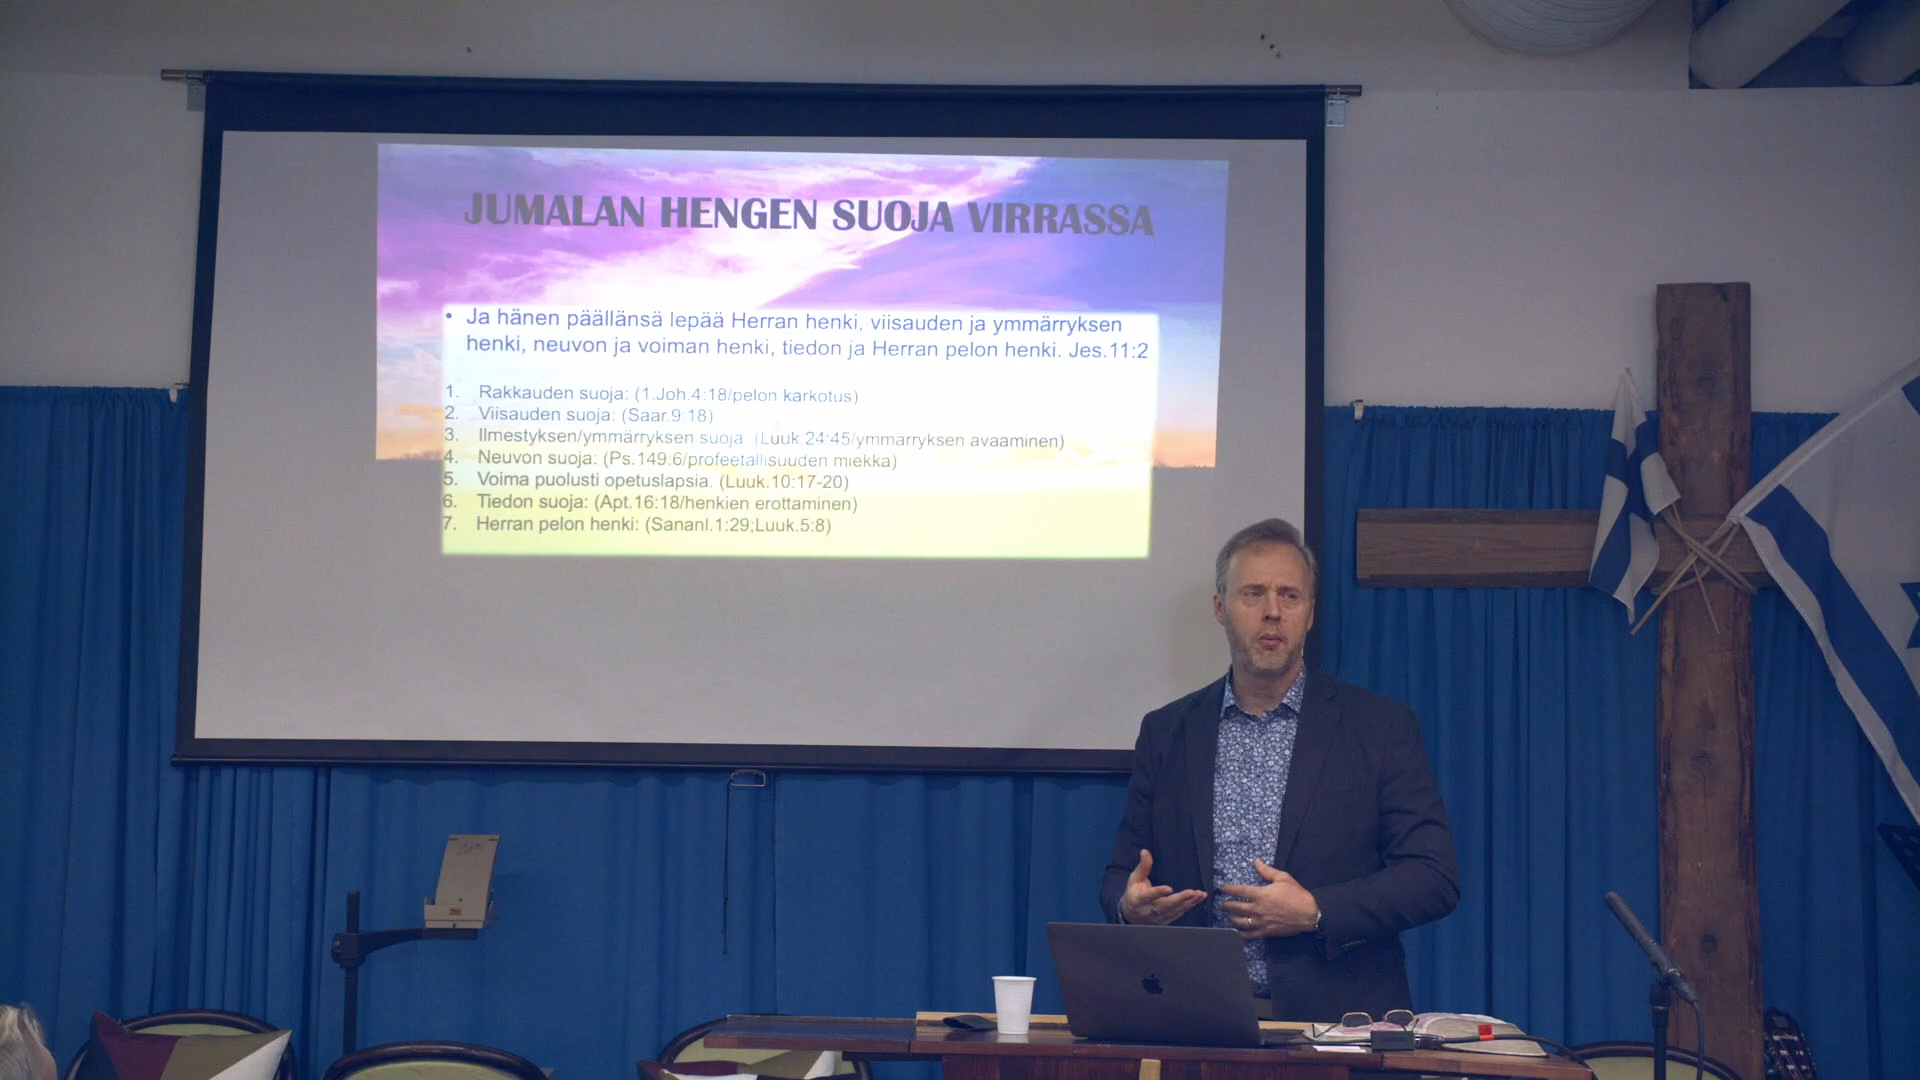 JUMALAN HENGEN SUOJA VIRRASSA
• Ja hänen päällänsä lepää Herran henki, viisauden ja ymmärryksen
henki, neuvon ja voiman henki, tiedon ja Herran pelon henki. Jes.11:2
1. Rakkauden suoja: (1.Joh.4:18/pelon karkotus)
2. Viisauden suoja: (Saar.9:18)
3. Ilmestyksen/ymmärryksen suoja (Luuk 24:45/ymmärryksen avaaminen)
4. Neuvon suoja: (Ps.149:6/profeetallisuuden miekka)
5. Voima puolusti opetuslapsia. (Luuk.10:17-20)
6. Tiedon suoja: (Apt.16:18/henkien erottaminen)
7. Herran pelon henki: (Sananl.1:29;Luuk.5:8)
3M